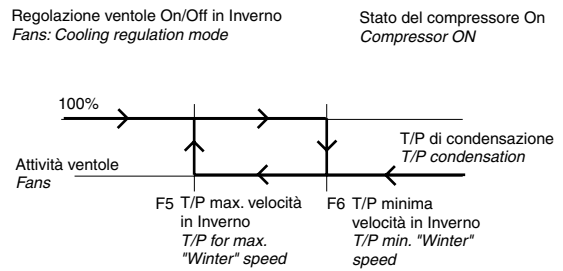 Regolazione ventole On/Off in Inverno
Fans: Cooling regulation mode
Stato del compressore On
Compressor ON
100%
T/P di condensazione
T/P condensation
Attività ventole
Fans
F5 T/P max. velocità
in Inverno
T/P for max.
"Winter" speed
F6 T/P minima
velocità in Inverno
T/P min. "Winter"
speed